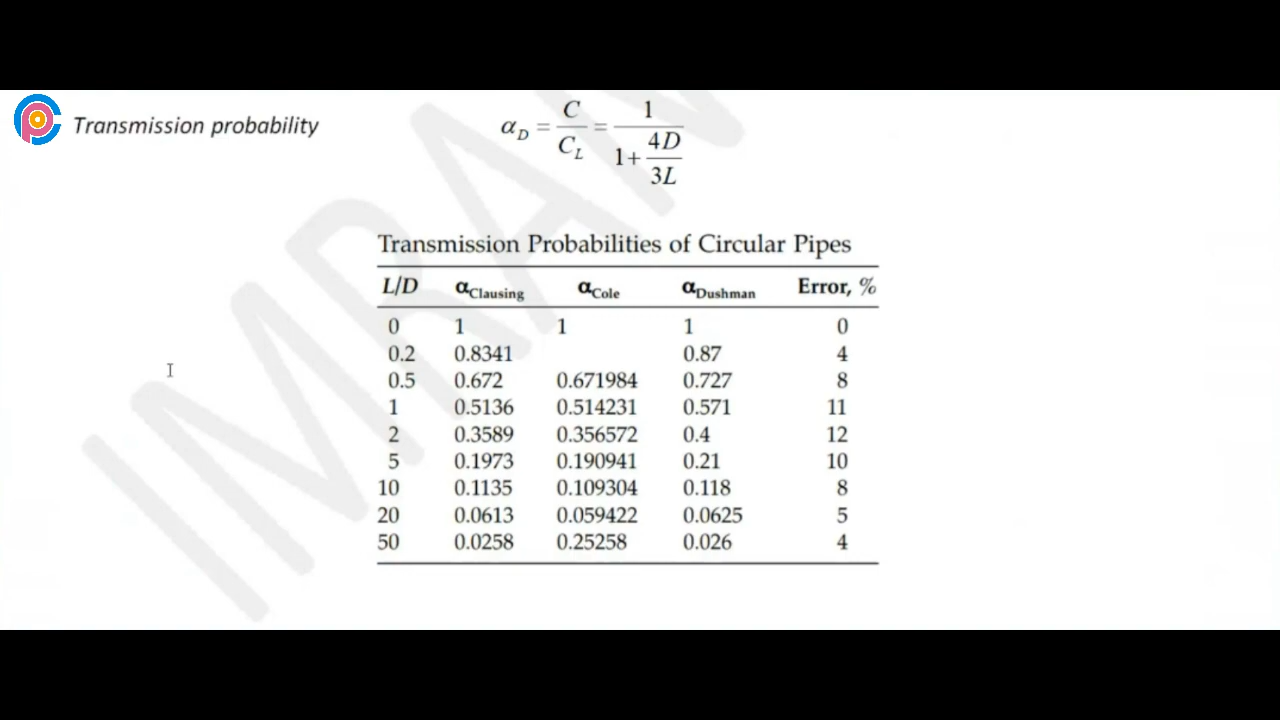 Transmission probability
α_D = C/C_L = 1/(1+4D/3L)
Transmission Probabilities of Circular Pipes
L/D α_Clausing α_Cole α_Dushman Error, %
0 1 1 1 0
0.2 0.8341 0.87 4
0.5 0.672 0.671984 0.727 8
1 0.5136 0.514231 0.571 11
2 0.3589 0.356572 0.4 12
5 0.1973 0.190941 0.21 10
10 0.1135 0.109304 0.118 8
20 0.0613 0.059422 0.0625 5
50 0.0258 0.25258 0.026 4
IMRAN